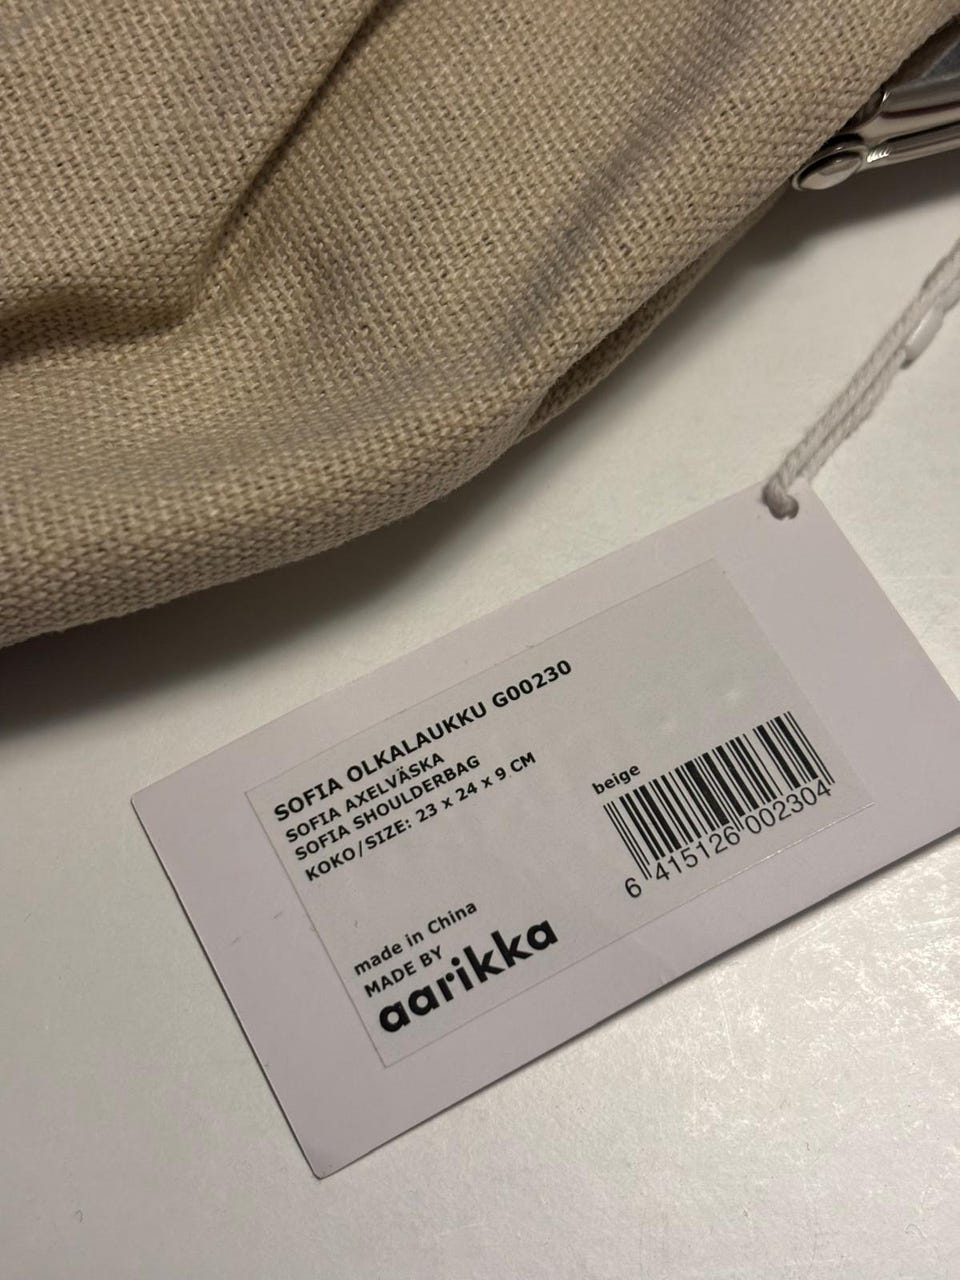 SOFIA OLKALAUKKU G00230
SOFIA AXELVÄSKA
SOFIA SHOULDERBAG
KOKO/SIZE: 23 x 24 x 9 CM
beige
6 415126 002304
made in China
MADE BY
aarikka